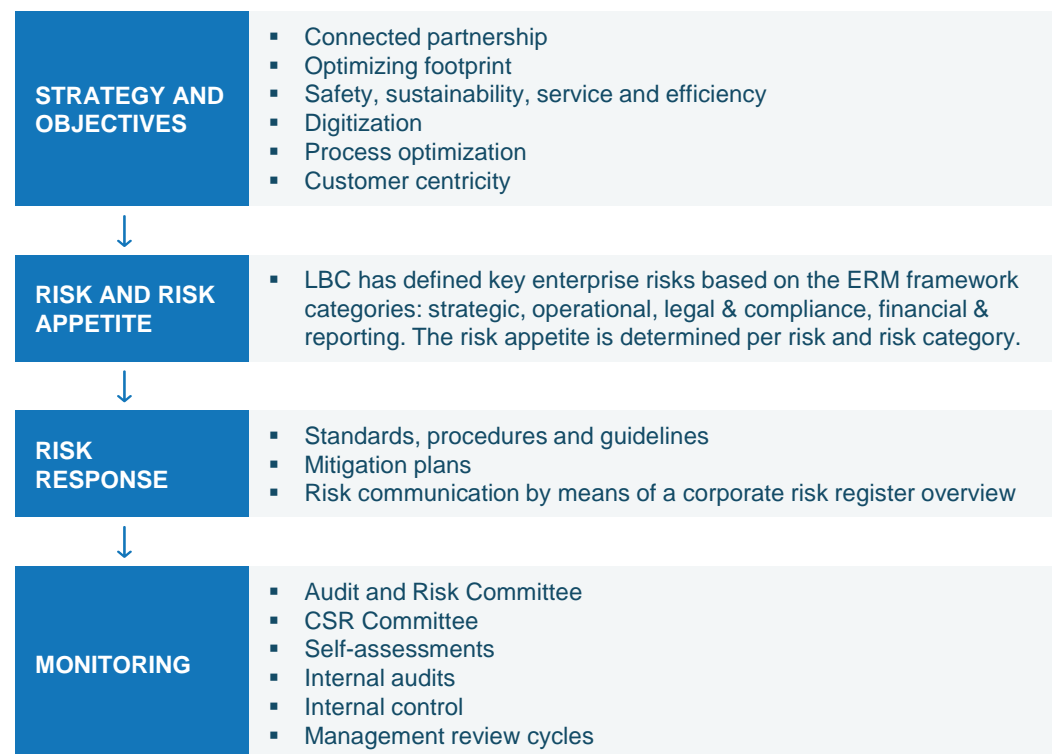 STRATEGY AND
OBJECTIVES
▪ Connected partnership
▪ Optimizing footprint
▪ Safety, sustainability, service and efficiency
▪ Digitization
▪ Process optimization
▪ Customer centricity
↓
RISK AND RISK
APPETITE
▪ LBC has defined key enterprise risks based on the ERM framework
categories: strategic, operational, legal & compliance, financial &
reporting. The risk appetite is determined per risk and risk category.
↓
RISK
RESPONSE
▪ Standards, procedures and guidelines
▪ Mitigation plans
▪ Risk communication by means of a corporate risk register overview
↓
MONITORING
▪ Audit and Risk Committee
▪ CSR Committee
▪ Self-assessments
▪ Internal audits
▪ Internal control
▪ Management review cycles